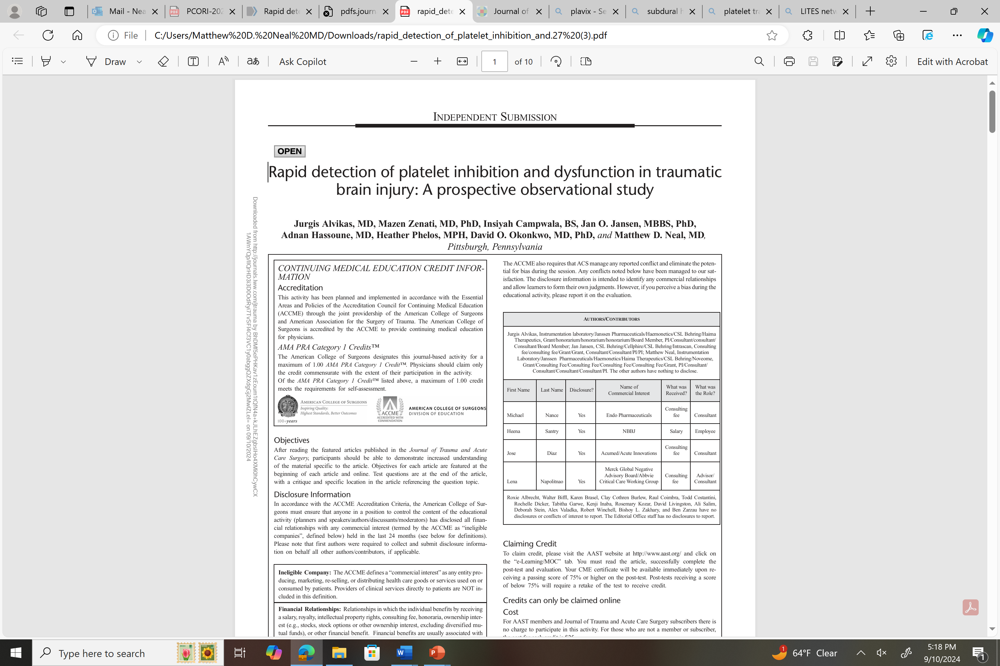 Mail - Nea
PCORI-202
Rapid dete
pdfs.journ
rapid_dete
Journal of
plavix - Se
subdural h
platelet tra
LITES netw
File
C:/Users/Matthew%20D.%20Neal%20MD/Downloads/rapid_detection_of_platelet_inhibition_and.27%20(3).pdf
Draw
Ask Copilot
1 of 10
Edit with Acrobat
INDEPENDENT SUBMISSION
OPEN
Rapid detection of platelet inhibition and dysfunction in traumatic
brain injury: A prospective observational study
Jurgis Alvikas, MD, Mazen Zenati, MD, PhD, Insiyah Campwala, BS, Jan O. Jansen, MBBS, PhD,
Adnan Hassoune, MD, Heather Phelos, MPH, David O. Okonkwo, MD, PhD, and Matthew D. Neal, MD,
Pittsburgh, Pennsylvania
Downloaded from http://journals.lww.com/jtrauma by
on 09/10/2024
CONTINUING MEDICAL EDUCATION CREDIT INFOR-
MATION
Accreditation
This activity has been planned and implemented in accordance with the Essential
Areas and Policies of the Accreditation Council for Continuing Medical Education
(ACCME) through the joint providership of the American College of Surgeons
and American Association for the Surgery of Trauma. The American College of
Surgeons is accredited by the ACCME to provide continuing medical education
for physicians.
AMA PRA Category 1 Credits™
The American College of Surgeons designates this journal-based activity for a
maximum of 1.00 AMA PRA Category 1 Credit™. Physicians should claim only
the credit commensurate with the extent of their participation in the activity.
Of the AMA PRA Category 1 Credit™ listed above, a maximum of 1.00 credit
meets the requirements for self-assessment.
AMERICAN COLLEGE OF SURGEONS
Inspiring Quality:
Highest Standards, Better Outcomes
100+years
ACCME
ACCREDITED WITH
COMMENDATION
AMERICAN COLLEGE OF SURGEONS
DIVISION OF EDUCATION
Objectives
After reading the featured articles published in the Journal of Trauma and Acute
Care Surgery, participants should be able to demonstrate increased understanding
of the material specific to the article. Objectives for each article are featured at the
beginning of each article and online. Test questions are at the end of the article,
with a critique and specific location in the article referencing the question topic.
Disclosure Information
In accordance with the ACCME Accreditation Criteria, the American College of Sur-
geons must ensure that anyone in a position to control the content of the educational
activity (planners and speakers/authors/discussants/moderators) has disclosed all finan-
cial relationships with any commercial interest (termed by the ACCME as “ineligible
companies”, defined below) held in the last 24 months (see below for definitions).
Please note that first authors were required to collect and submit disclosure informa-
tion on behalf all other authors/contributors, if applicable.
Ineligible Company: The ACCME defines a “commercial interest” as any entity pro-
ducing, marketing, re-selling, or distributing health care goods or services used on or
consumed by patients. Providers of clinical services directly to patients are NOT in-
cluded in this definition.
Financial Relationships: Relationships in which the individual benefits by receiving
a salary, royalty, intellectual property rights, consulting fee, honoraria, ownership inter-
est (e.g., stocks, stock options or other ownership interest, excluding diversified mu-
tual funds), or other financial benefit. Financial benefits are usually associated with
The ACCME also requires that ACS manage any reported conflict and eliminate the poten-
tial for bias during the session. Any conflicts noted below have been managed to our sat-
isfaction. The disclosure information is intended to identify any commercial relationships
and allow learners to form their own judgments. However, if you perceive a bias during the
educational activity, please report it on the evaluation.
AUTHORS/CONTRIBUTORS
Jurgis Alvikas, Instrumentation laboratory/Janssen Pharmaceuticals/Haemonetics/CSL Behring/Haima
Therapeutics, Grant/honorarium/honorarium/honorarium/Board Member, PI/Consultant/consultant/
Consultant/Board Member; Jan Jansen, CSL Behring/Cellphire/CSL Behring/Intrascan, Consulting
fee/consulting fee/Grant/Grant, Consultant/Consultant/PI/PI; Matthew Neal, Instrumentation
Laboratory/Janssen Pharmaceuticals/Haemonetics/Haima Therapeutics/CSL Behring/Noveome,
Grant/Consulting Fee/Consulting Fee/Consulting Fee/Consulting Fee/Grant, PI/Consultant/
Consultant/Consultant/Consultant/PI. The other authors have nothing to disclose.
First Name Last Name Disclosure? Name of Commercial Interest What was Received? What was the Role?
Michael Nance Yes Endo Pharmaceuticals Consulting fee Consultant
Heena Santry Yes NBBJ Salary Employee
Jose Diaz Yes Acumed/Acute Innovations Consulting fee Consultant
Lena Napolitnao Yes Merck Global Negative Advisory Board/Abbvie Critical Care Working Group Consulting fee Advisor/ Consultant
Roxie Albrecht, Walter Biffl, Karen Brasel, Clay Cothren Burlew, Raul Coimbra, Todd Costantini,
Rochelle Dicker, Tabitha Garwe, Kenji Inaba, Rosemary Kozar, David Livingston, Ali Salim,
Deborah Stein, Alex Valadka, Robert Winchell, Bishoy L. Zakhary, and Ben Zarzau have no
disclosures or conflicts of interest to report. The Editorial Office staff has no disclosures to report.
Claiming Credit
To claim credit, please visit the AAST website at http://www.aast.org/ and click on
the “e-Learning/MOC” tab. You must read the article, successfully complete the
post-test and evaluation. Your CME certificate will be available immediately upon re-
ceiving a passing score of 75% or higher on the post-test. Post-tests receiving a score
of below 75% will require a retake of the test to receive credit.
Credits can only be claimed online
Cost
For AAST members and Journal of Trauma and Acute Care Surgery subscribers there is
no charge to participate in this activity. For those who are not a member or subscriber,
Type here to search
64°F Clear
5:18 PM
9/10/2024